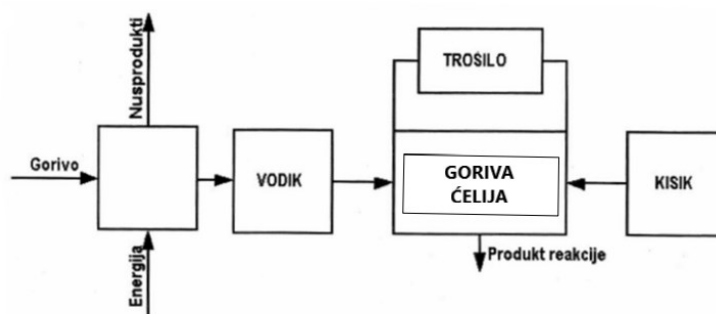 Nusprodukti
TROŠILO
Gorivo
VODIK
GORIVA
ĆELIJA
KISIK
Energija
Produkt reakcije